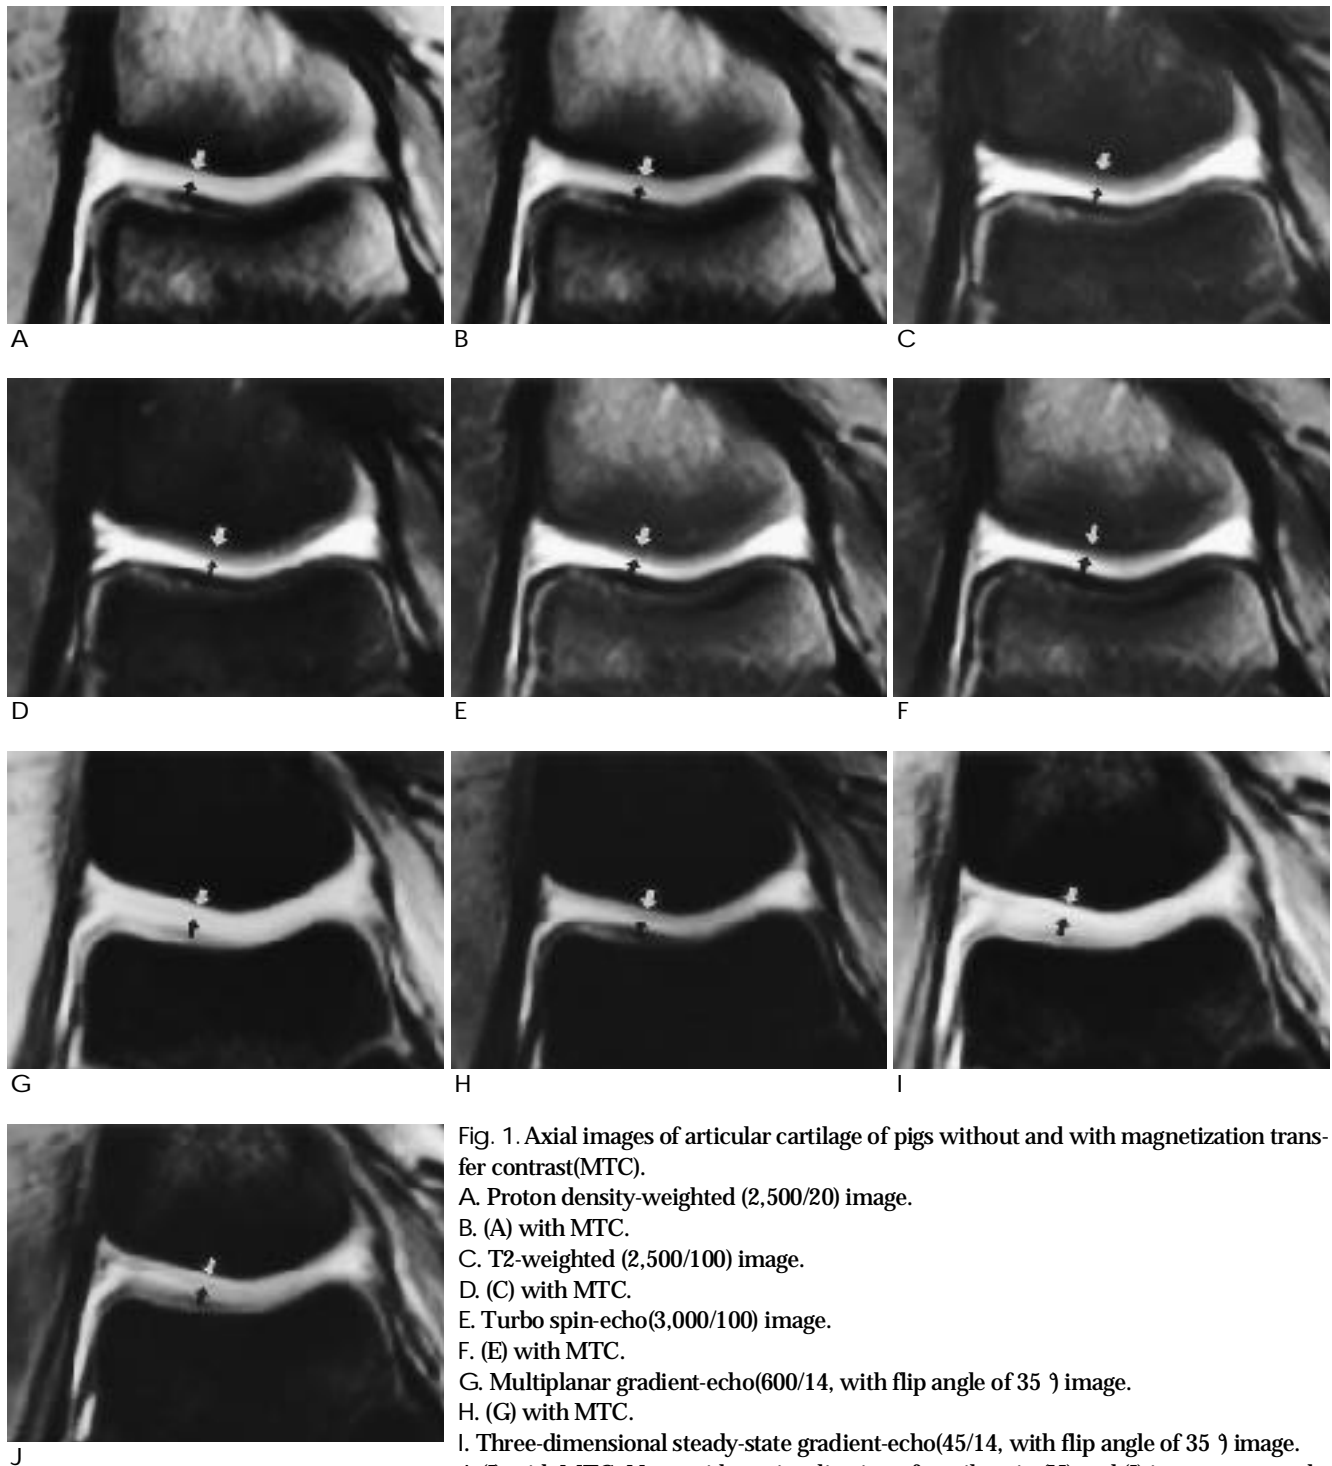 A
B
C
D
E
F
G
H
I
J
Fig. 1. Axial images of articular cartilage of pigs without and with magnetization trans-
fer contrast(MTC).
A. Proton density-weighted (2,500/20) image.
B. (A) with MTC.
C. T2-weighted (2,500/100) image.
D. (C) with MTC.
E. Turbo spin-echo(3,000/100) image.
F. (E) with MTC.
G. Multiplanar gradient-echo(600/14, with flip angle of 35 °) image.
H. (G) with MTC.
I. Three-dimensional steady-state gradient-echo(45/14, with flip angle of 35 °) image.